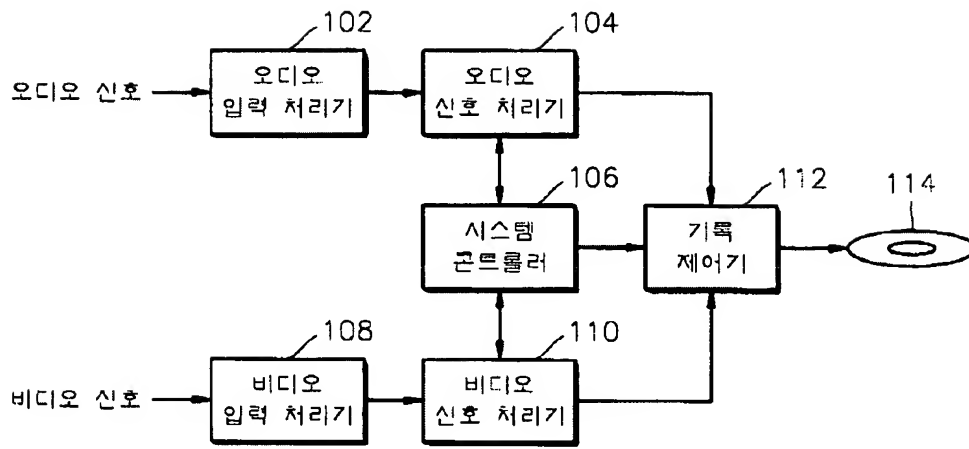 102
104
오디오 신호
오디오
입력 처리기
오디오
신호 처리기
106
112
114
시스템
콘트롤러
기록
제어기
108
110
비디오 신호
비디오
입력 처리기
비디오
신호 처리기